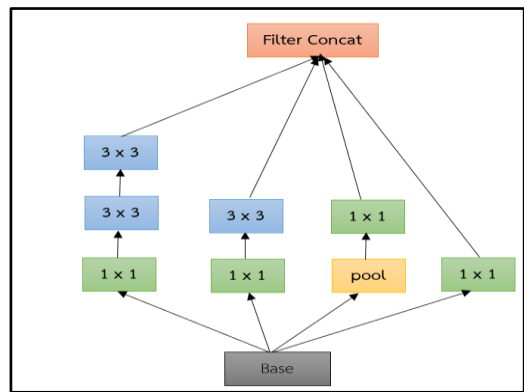 Filter Concat
3 × 3
3 × 3
3 × 3
1 × 1
1 × 1
1 × 1
pool
1 × 1
Base